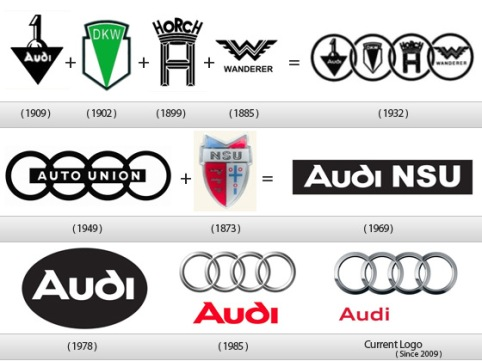 1
Audi + DKW + HORCH + WANDERER = Audi DKW HORCH WANDERER
(1909) (1902) (1899) (1885) (1932)
AUTO UNION + NSU = Audi NSU
(1949) (1873) (1969)
Audi Audi Audi
(1978) (1985) Current Logo
(Since 2009)